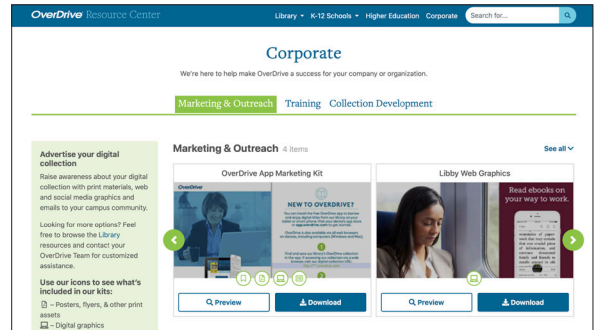 OverDrive Resource Center
Library K-12 Schools Higher Education Corporate Search for...
Corporate
We're here to help make OverDrive a success for your company or organization.
Marketing & Outreach Training Collection Development
Advertise your digital
collection
Raise awareness about your digital
collection with print materials, web
and social media graphics and
emails to your campus community.
Looking for more options? Feel
free to browse the Library
resources and contact your
OverDrive Team for customized
assistance.
Use our icons to see what's
included in our kits:
– Posters, flyers, & other print
assets
– Digital graphics
Marketing & Outreach 4 items
See all
OverDrive App Marketing Kit
OverDrive
NEW TO OVERDRIVE?
Preview
Download
Libby Web Graphics
Read ebooks on
your way to work.
Preview
Download